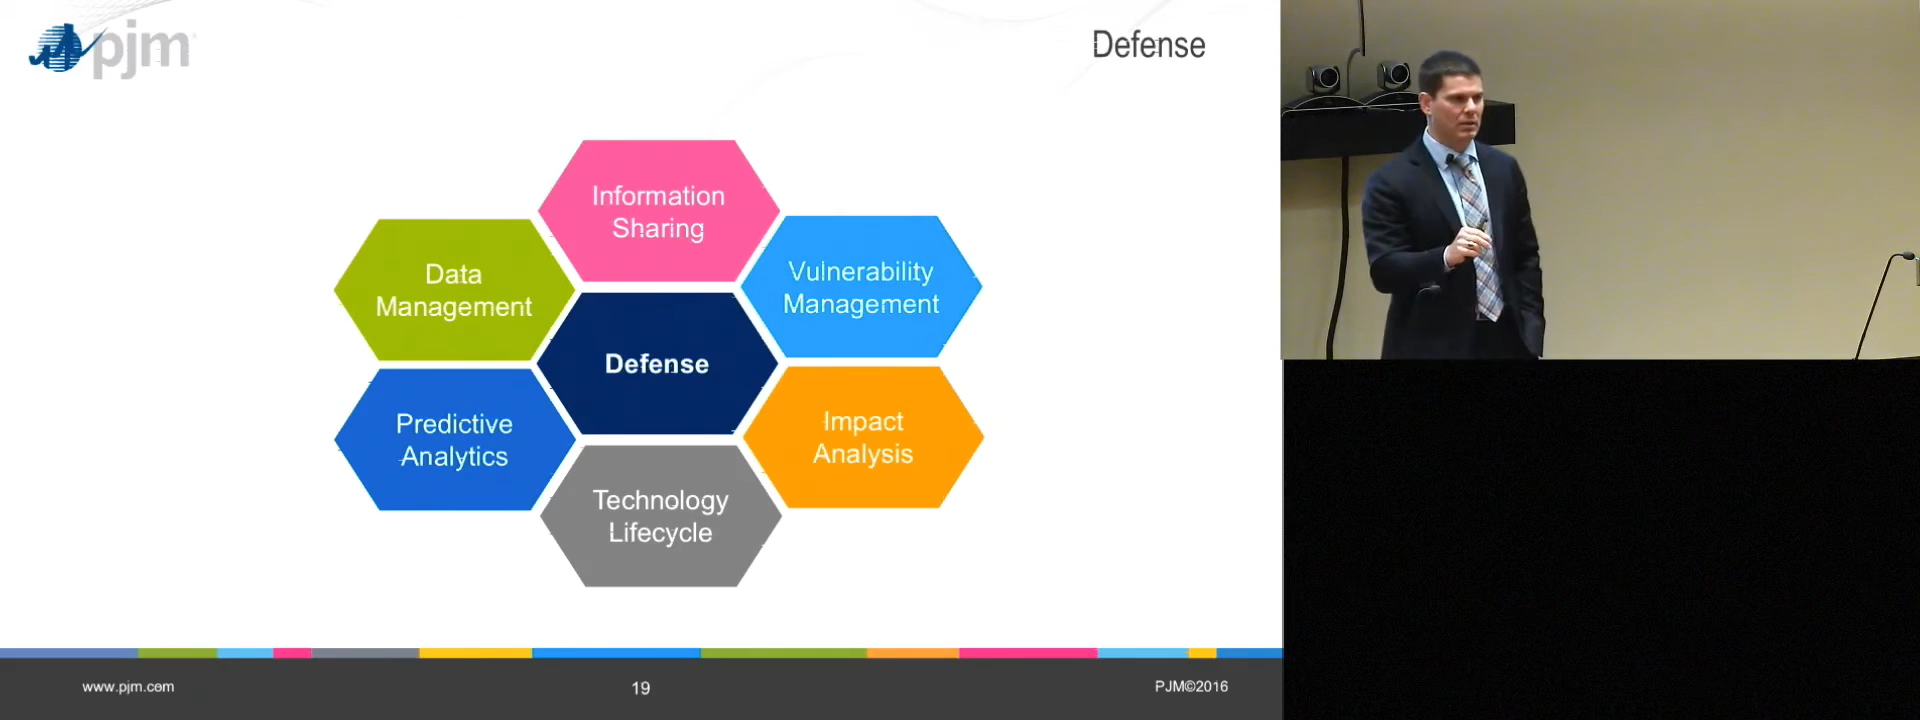 pjm
Defense
Information
Sharing
Data
Management
Vulnerability
Management
Defense
Predictive
Analytics
Impact
Analysis
Technology
Lifecycle
www.pjm.com
19
PJM©2016